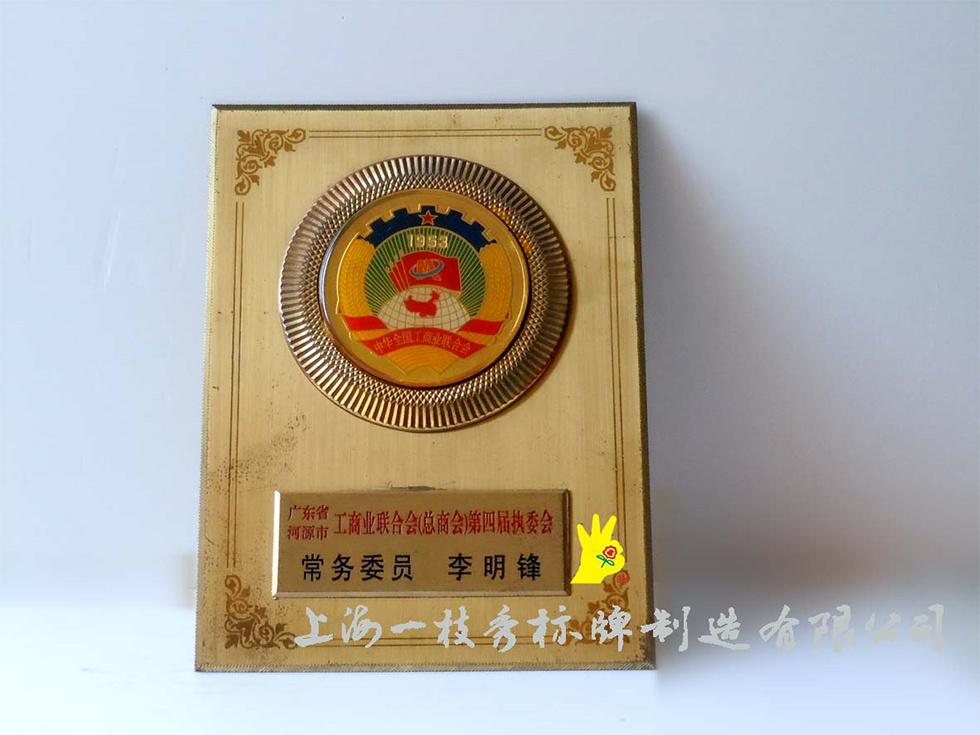 1953
中华全国工商业联合会
广东省
河源市
工商业联合会(总商会)第四届执委会
常务委员 李明锋
上海一枝秀标牌制造有限公司